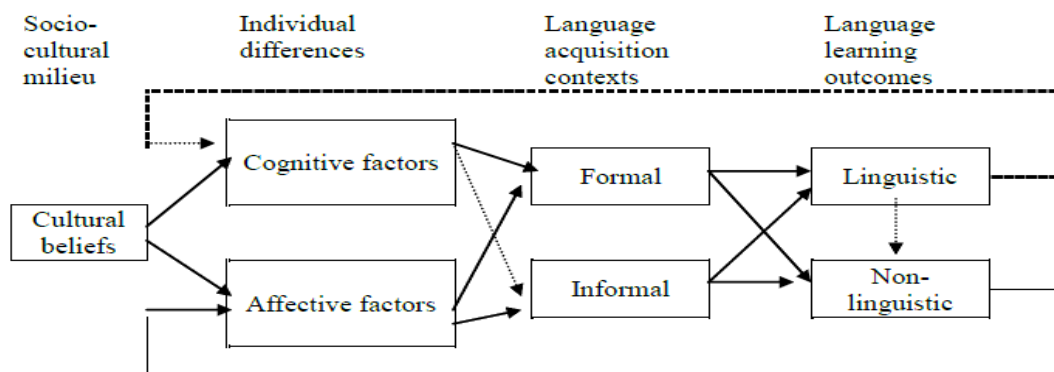 Socio-
cultural
milieu
Individual
differences
Language
acquisition
contexts
Language
learning
outcomes
Cognitive factors
Formal
Linguistic
Cultural
beliefs
Affective factors
Informal
Non-
linguistic